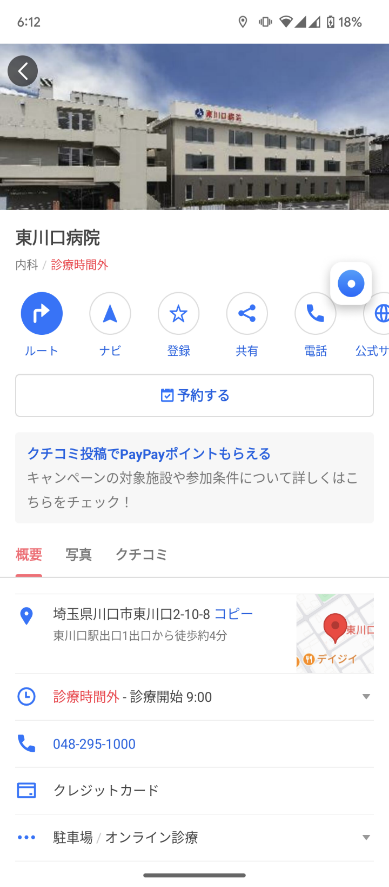 6:12
18%
東川口病院
東川口病院
内科 / 診療時間外
ルート
ナビ
登録
共有
電話
公式サ
予約する
クチコミ投稿でPayPayポイントもらえる
キャンペーンの対象施設や参加条件について詳しくはこ
ちらをチェック！
概要
写真
クチコミ
埼玉県川口市東川口2-10-8 コピー
東川口駅出口1出口から徒歩約4分
東川口
デイジイ
診療時間外 - 診療開始 9:00
048-295-1000
クレジットカード
駐車場 / オンライン診療